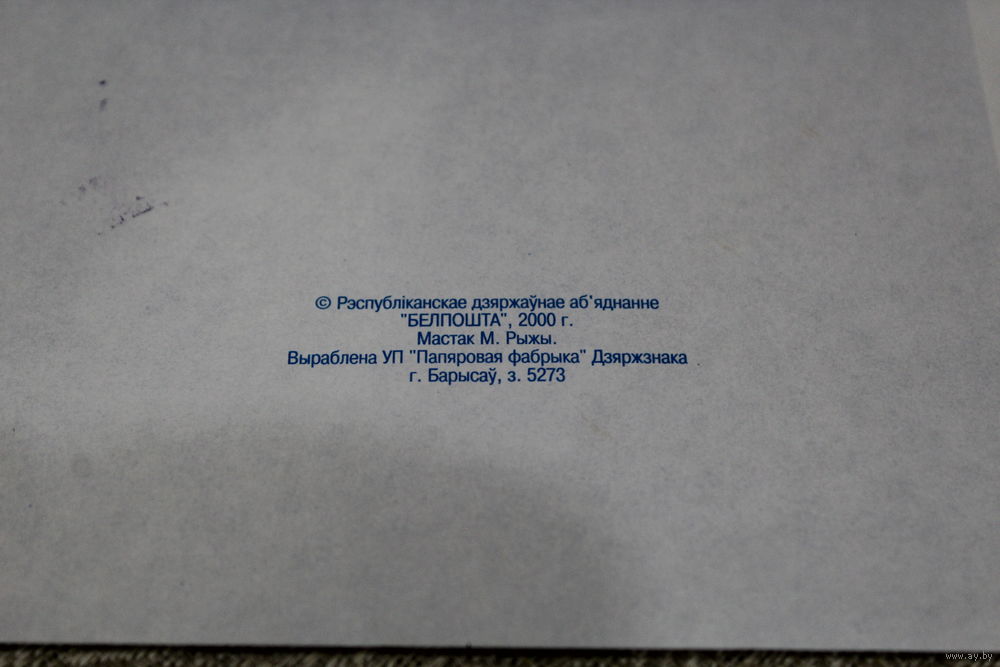 © Рэспубліканскае дзяржаўнае аб'яднанне
"БЕЛПОШТА", 2000 г.
Мастак М. Рыжы.
Выраблена УП "Папяровая фабрыка" Дзяржзнака
г. Барысаў, з. 5273
www.ay.by